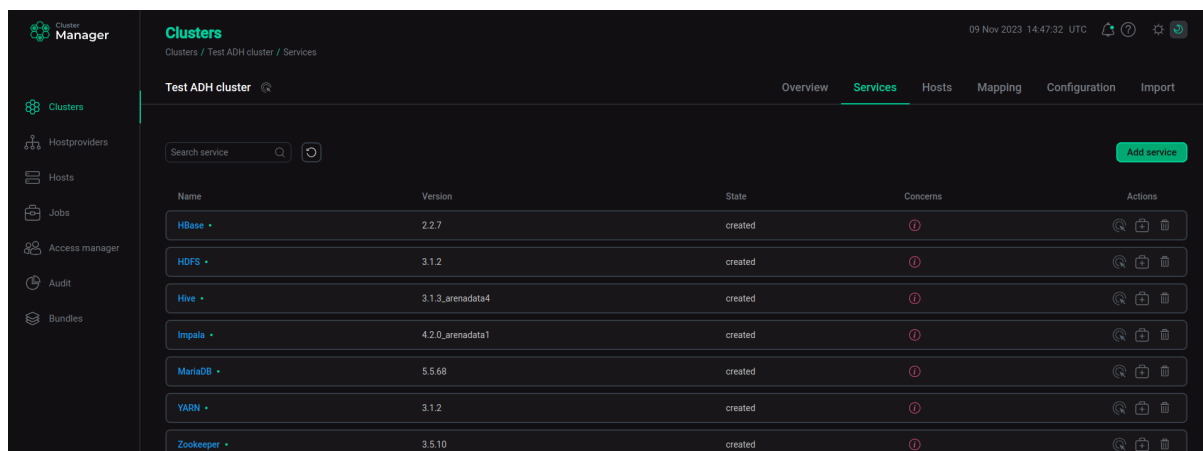 Cluster
Manager
Clusters
Hostproviders
Hosts
Jobs
Access manager
Audit
Bundles
Clusters
Clusters / Test ADH cluster / Services
09 Nov 2023 14:47:32 UTC
Test ADH cluster
Overview Services Hosts Mapping Configuration Import
Search service
Add service
Name Version State Concerns Actions
HBase 2.2.7 created
HDFS 3.1.2 created
Hive 3.1.3_arenadata4 created
Impala 4.2.0_arenadata1 created
MariaDB 5.5.68 created
YARN 3.1.2 created
Zookeeper 3.5.10 created